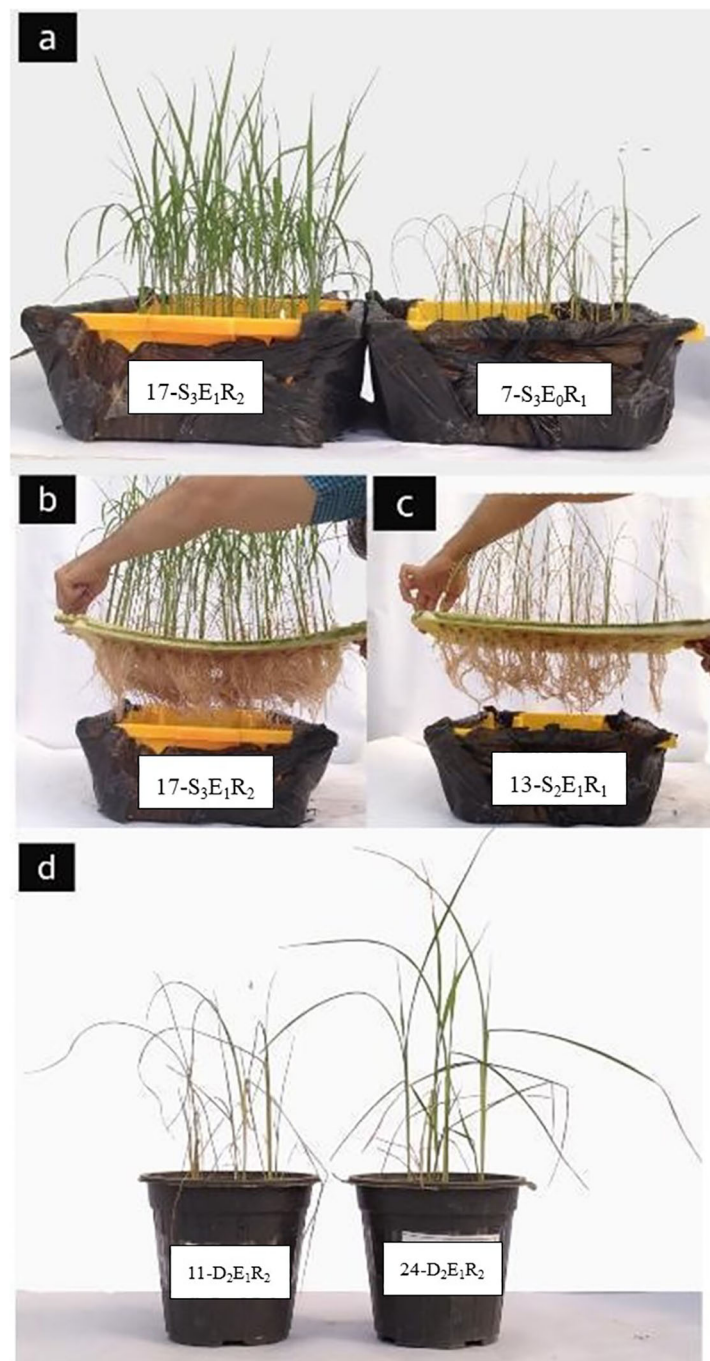 a
17-S₃E₁R₂
7-S₃E₀R₁
b
c
17-S₃E₁R₂
13-S₂E₁R₁
d
11-D₂E₁R₂
24-D₂E₁R₂